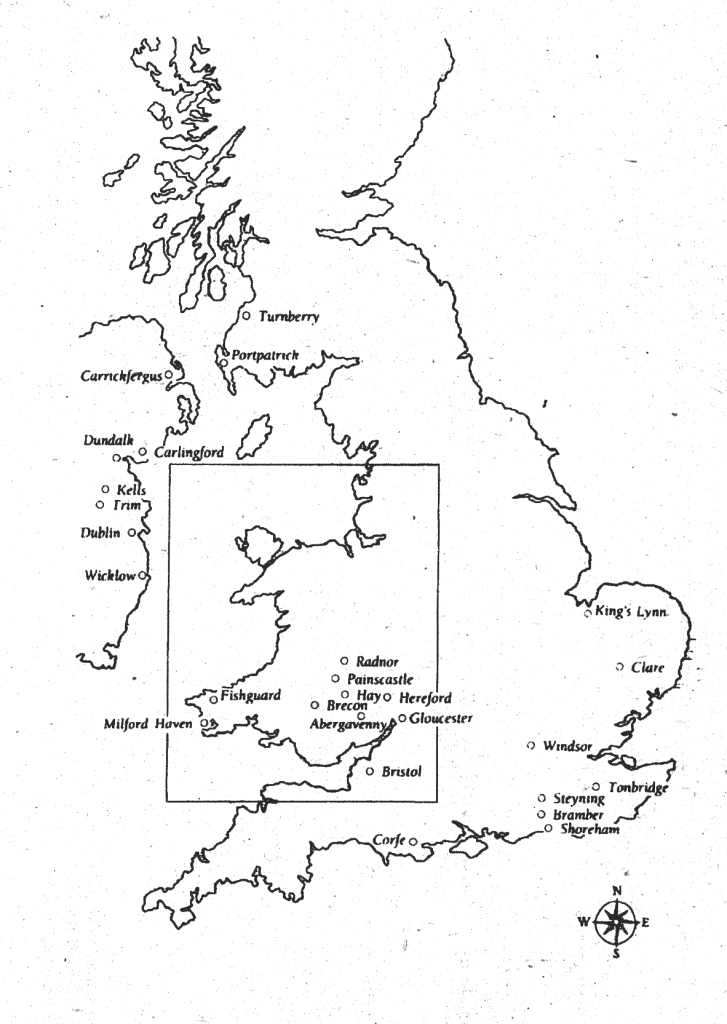 Turnberry
Portpatrick
Carrickfergus
Dundalk
Carlingford
Kells
Trim
Dublin
Wicklow
King's Lynn
Radnor
Clare
Painscastle
Fishguard
Hay
Hereford
Brecon
Milford Haven
Abergavenny
Gloucester
Windsor
Bristol
Tonbridge
Steyning
Bramber
Shoreham
Corfe
N
W E
S